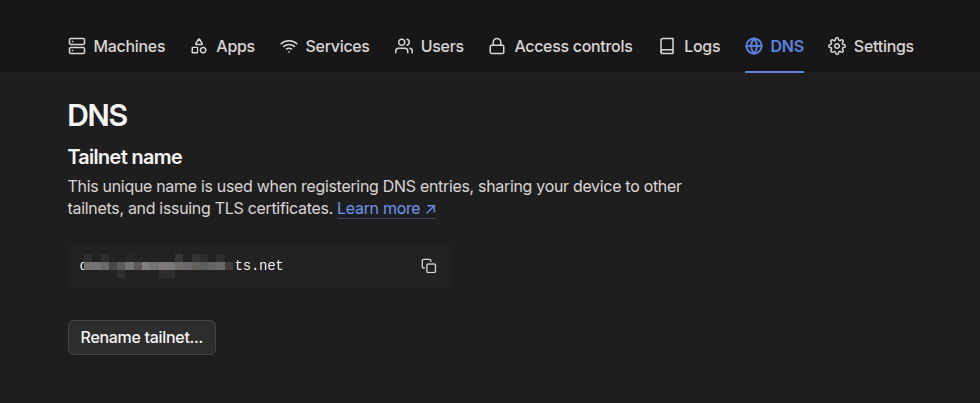 Machines Apps Services Users Access controls Logs DNS Settings
DNS
Tailnet name
This unique name is used when registering DNS entries, sharing your device to other
tailnets, and issuing TLS certificates. Learn more ↗
ts.net
Rename tailnet...